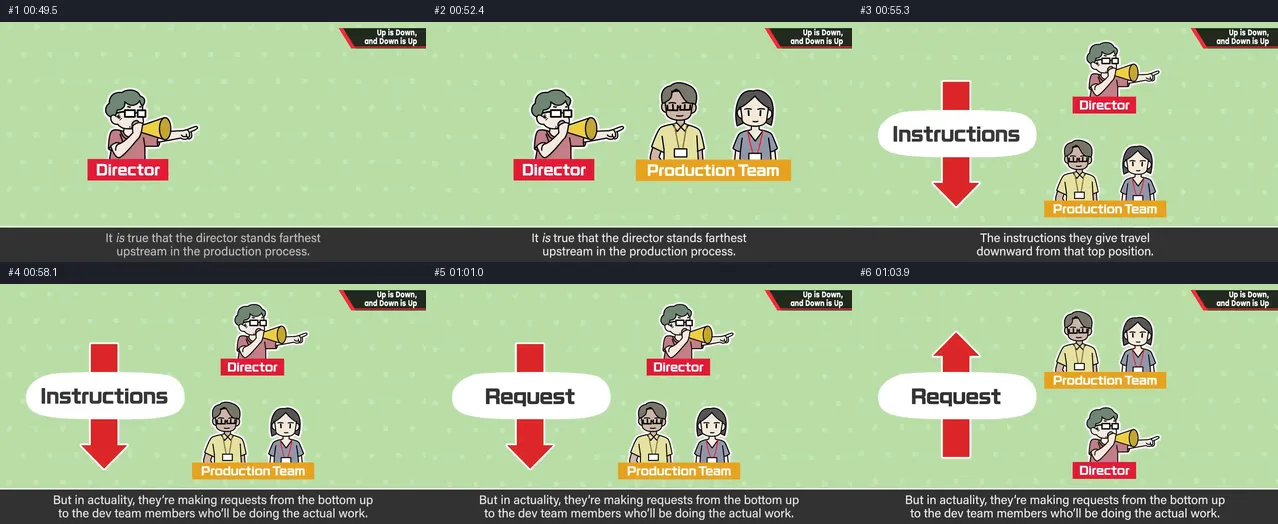 #1 00:49.5
Up is Down,
and Down is Up
Director
It is true that the director stands farthest
upstream in the production process.
#2 00:52.4
Up is Down,
and Down is Up
Director
Production Team
It is true that the director stands farthest
upstream in the production process.
#3 00:55.3
Up is Down,
and Down is Up
Instructions
Director
Production Team
The instructions they give travel
downward from that top position.
#4 00:58.1
Up is Down,
and Down is Up
Director
Instructions
Production Team
But in actuality, they're making requests from the bottom up
to the dev team members who'll be doing the actual work.
#5 01:01.0
Up is Down,
and Down is Up
Director
Request
Production Team
But in actuality, they're making requests from the bottom up
to the dev team members who'll be doing the actual work.
#6 01:03.9
Up is Down,
and Down is Up
Production Team
Request
Director
But in actuality, they're making requests from the bottom up
to the dev team members who'll be doing the actual work.